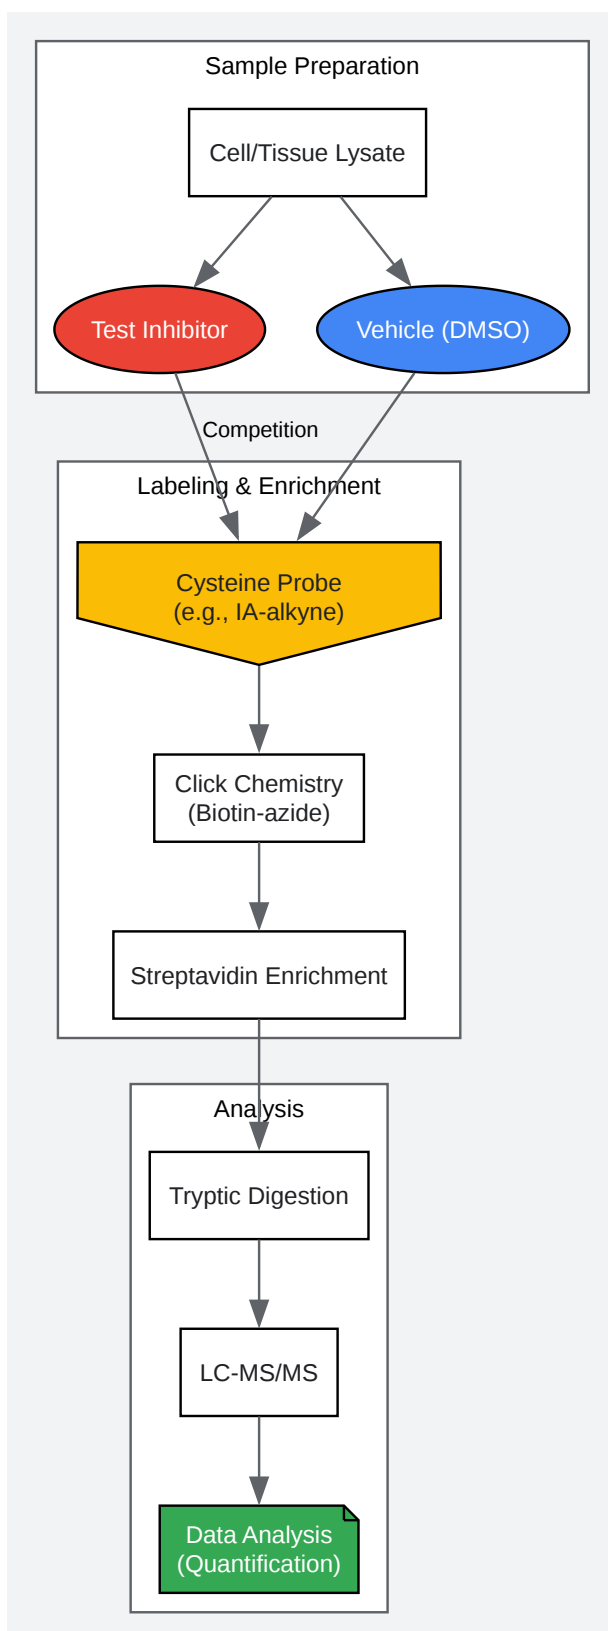 Sample Preparation
Cell/Tissue Lysate
Test Inhibitor
Vehicle (DMSO)
Competition
Labeling & Enrichment
Cysteine Probe
(e.g., IA-alkyne)
Click Chemistry
(Biotin-azide)
Streptavidin Enrichment
Analysis
Tryptic Digestion
LC-MS/MS
Data Analysis
(Quantification)